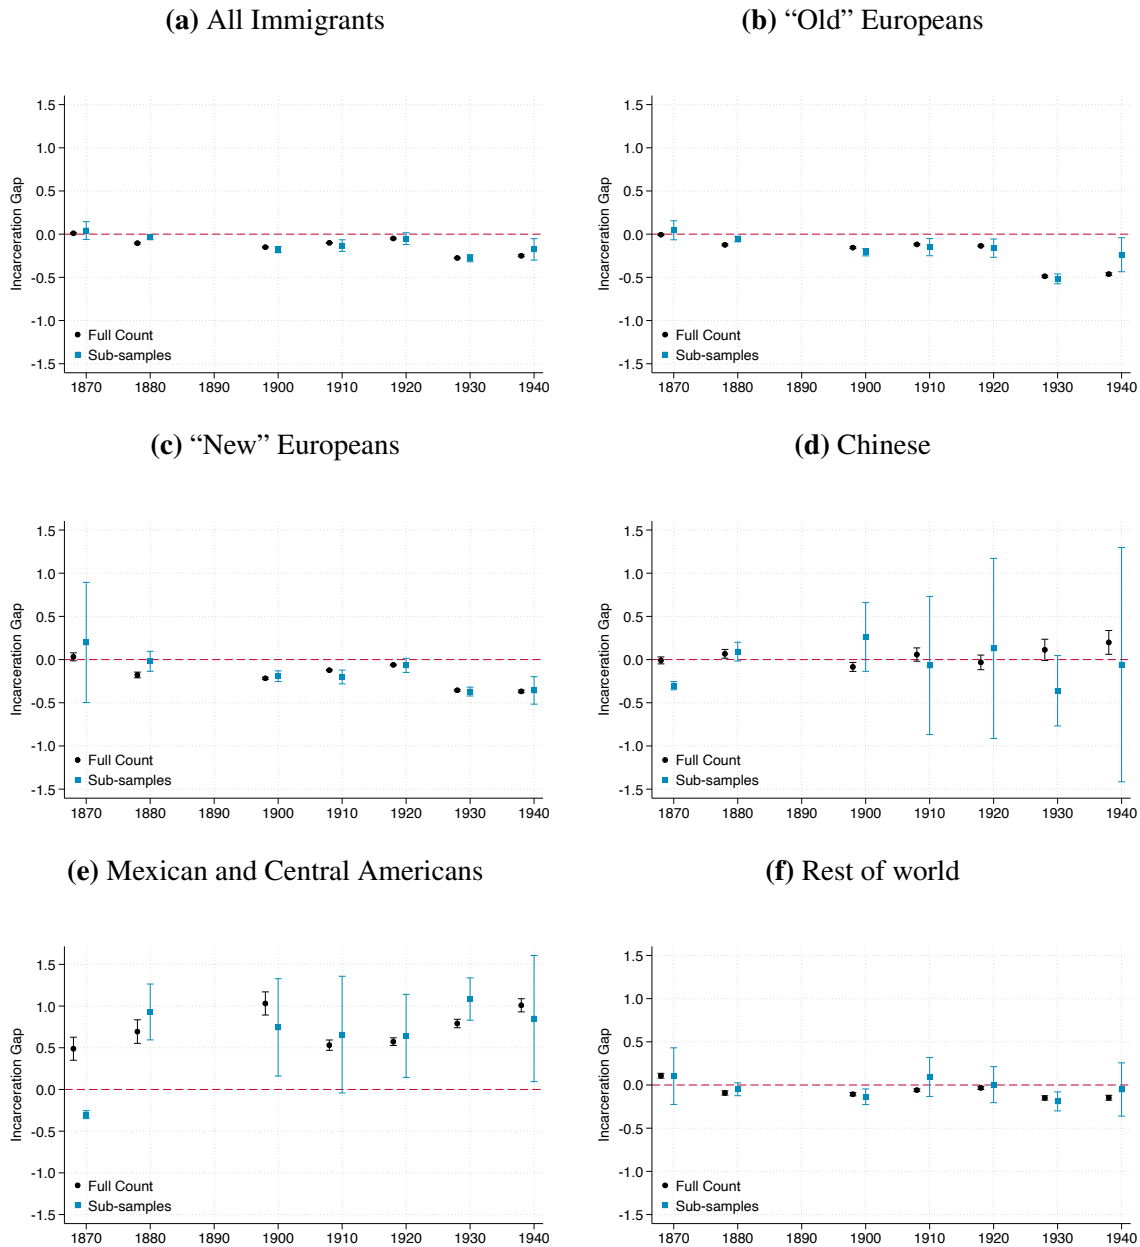 (a) All Immigrants
Incarceration Gap
1.5
1.0
0.5
0.0
-0.5
-1.0
-1.5
Full Count
Sub-samples
1870 1880 1890 1900 1910 1920 1930 1940
(b) “Old” Europeans
Incarceration Gap
1.5
1.0
0.5
0.0
-0.5
-1.0
-1.5
Full Count
Sub-samples
1870 1880 1890 1900 1910 1920 1930 1940
(c) “New” Europeans
Incarceration Gap
1.5
1.0
0.5
0.0
-0.5
-1.0
-1.5
Full Count
Sub-samples
1870 1880 1890 1900 1910 1920 1930 1940
(d) Chinese
Incarceration Gap
1.5
1.0
0.5
0.0
-0.5
-1.0
-1.5
Full Count
Sub-samples
1870 1880 1890 1900 1910 1920 1930 1940
(e) Mexican and Central Americans
Incarceration Gap
1.5
1.0
0.5
0.0
-0.5
-1.0
-1.5
Full Count
Sub-samples
1870 1880 1890 1900 1910 1920 1930 1940
(f) Rest of world
Incarceration Gap
1.5
1.0
0.5
0.0
-0.5
-1.0
-1.5
Full Count
Sub-samples
1870 1880 1890 1900 1910 1920 1930 1940